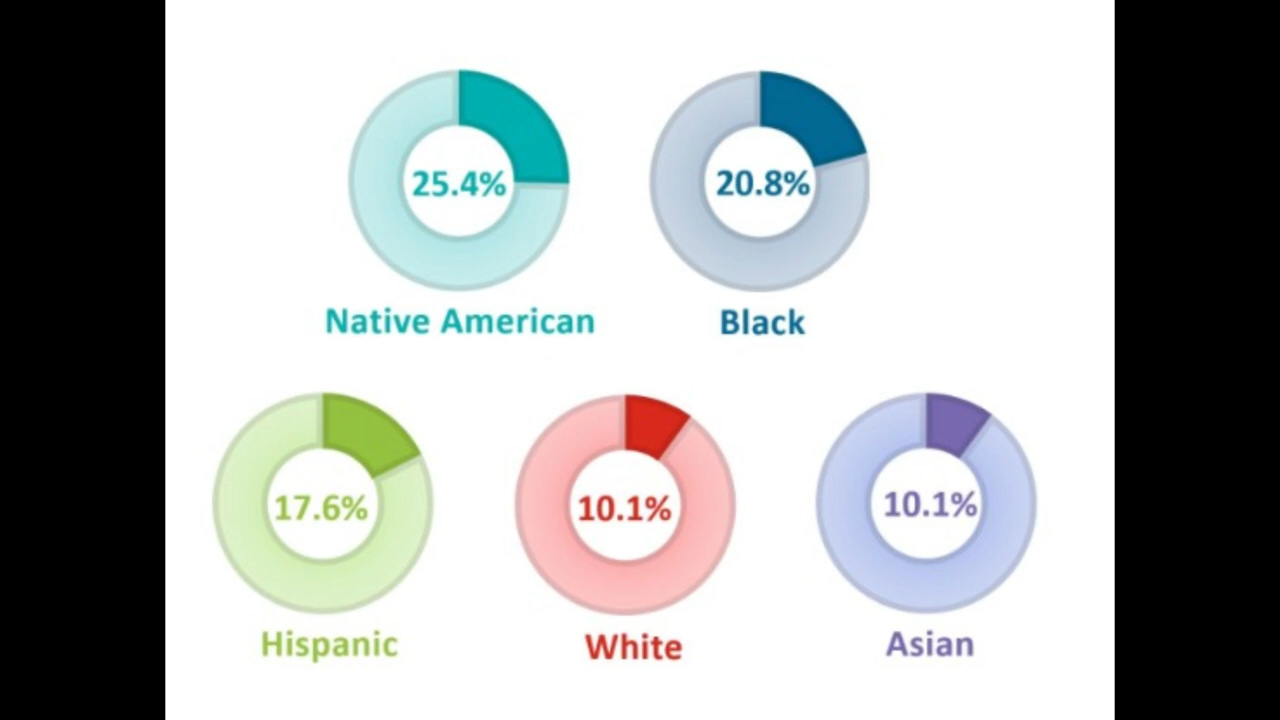 25.4%
20.8%
Native American
Black
17.6%
10.1%
10.1%
Hispanic
White
Asian